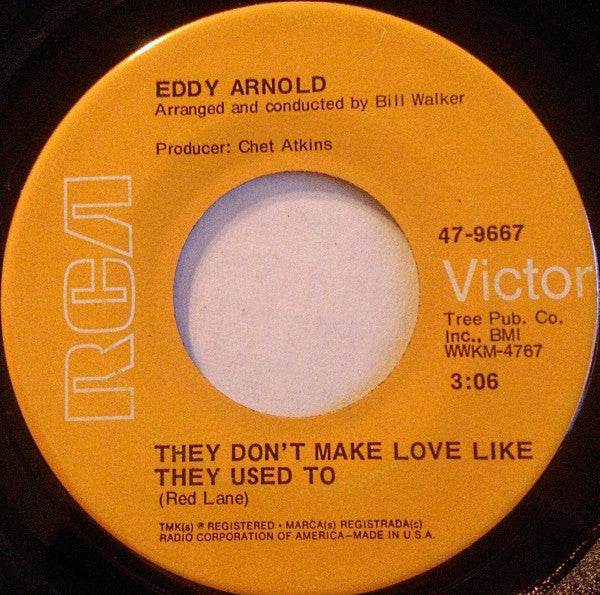 EDDY ARNOLD
Arranged and conducted by Bill Walker
Producer: Chet Atkins
RCA
47-9667
Victor
Tree Pub. Co.
Inc., BMI
WWKM-4767
3:06
THEY DON'T MAKE LOVE LIKE
THEY USED TO
(Red Lane)
TMK(s) ® REGISTERED • MARCA(s) REGISTRADA(s)
RADIO CORPORATION OF AMERICA—MADE IN U.S.A.